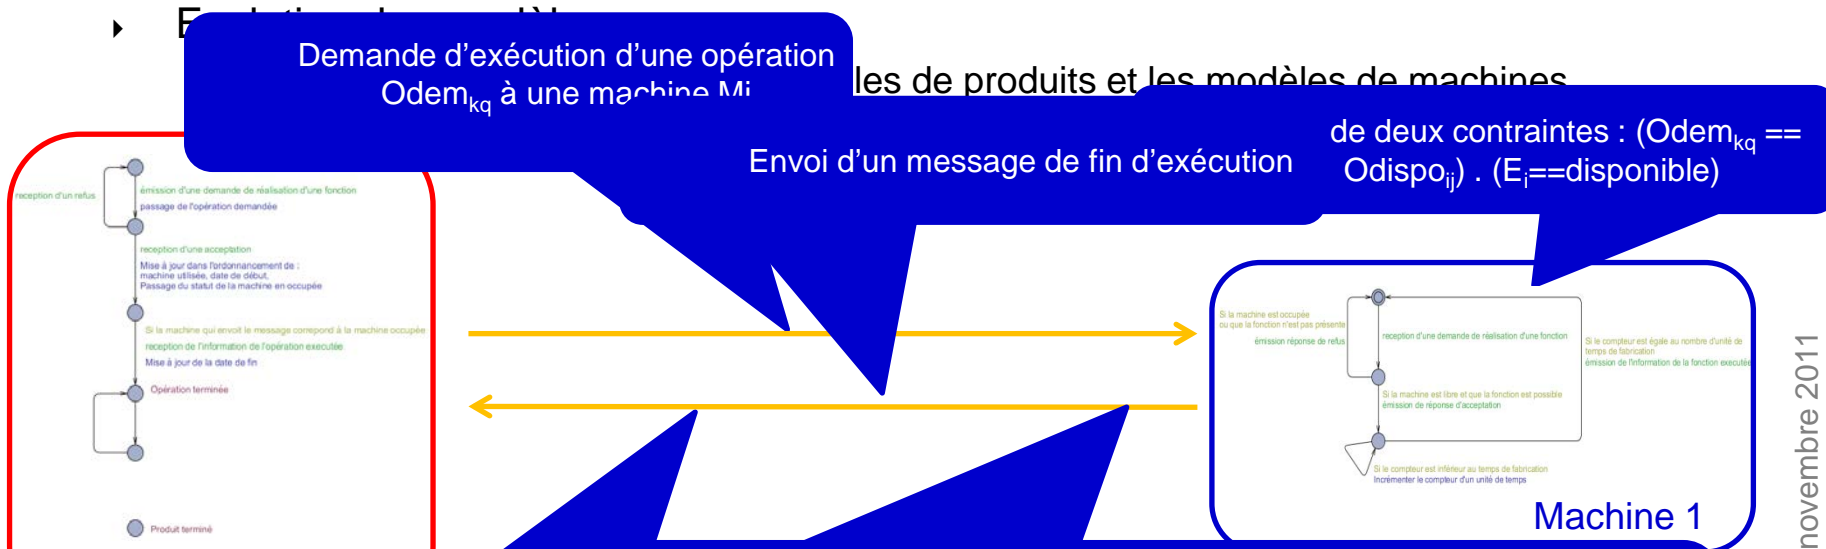 Demande d'exécution d'une opération
Odem_kq à une machine Mi
les de produits et les modèles de machines
de deux contraintes : (Odem_kq ==
Odispo_ij) . (E_i==disponible)
Envoi d'un message de fin d'exécution
reception d'un refus
émission d'une demande de réalisation d'une fonction
passage de l'opération demandée
reception d'une acceptation
Mise à jour dans l'ordonnancement de :
machine utilisée, date de début,
Passage du statut de la machine en occupée
Si la machine qui envoit le message correpond à la machine occupée
reception de l'information de l'opération executée
Mise à jour de la date de fin
Opération terminée
Produit terminé
Si la machine est occupée
ou que la fonction n'est pas présente
émission réponse de refus
reception d'une demande de réalisation d'une fonction
Si le compteur est égale au nombre d'unité de
temps de fabrication
émission de l'information de la fonction executée
Si la machine est libre et que la fonction est possible
émission de réponse d'acceptation
Si le compteur est inférieur au temps de fabrication
Incrémenter le compteur d'un unité de temps
Machine 1
novembre 2011